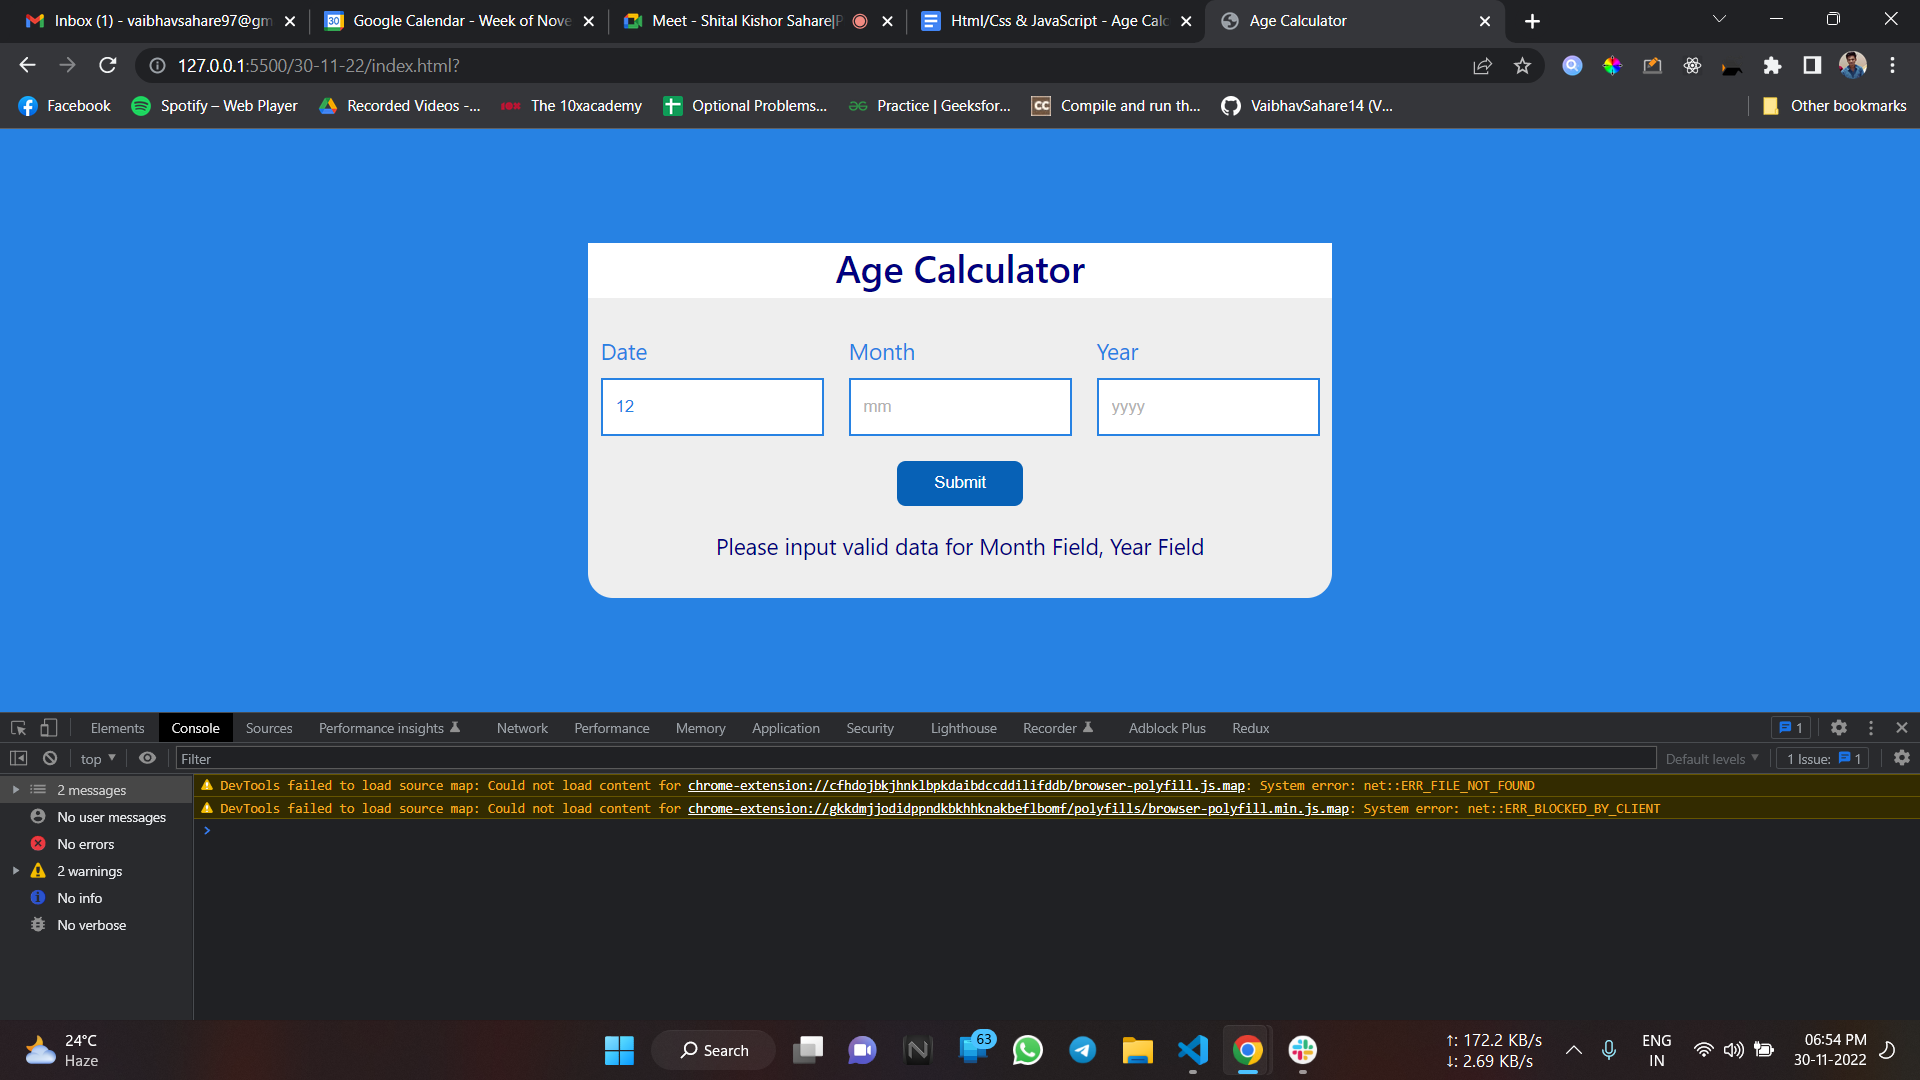 Inbox (1) - vaibhavsahare97@gm
Google Calendar - Week of Nove
Meet - Shital Kishor Sahare|P
Html/Css & JavaScript - Age Calc
Age Calculator
127.0.0.1:5500/30-11-22/index.html?
Facebook
Spotify – Web Player
Recorded Videos -...
The 10xacademy
Optional Problems...
Practice | Geeksfor...
Compile and run th...
VaibhavSahare14 (V...
Other bookmarks
Age Calculator
Date
Month
Year
12
mm
yyyy
Submit
Please input valid data for Month Field, Year Field
Elements
Console
Sources
Performance insights
Network
Performance
Memory
Application
Security
Lighthouse
Recorder
Adblock Plus
Redux
1
top
Filter
Default levels
1 Issue: 1
2 messages
No user messages
No errors
2 warnings
No info
No verbose
DevTools failed to load source map: Could not load content for chrome-extension://cfhdojbkjhnklbpkdaibdccddilifddb/browser-polyfill.js.map: System error: net::ERR_FILE_NOT_FOUND
DevTools failed to load source map: Could not load content for chrome-extension://gkkdmjjodidppndkbkhhknakbeflbomf/polyfills/browser-polyfill.min.js.map: System error: net::ERR_BLOCKED_BY_CLIENT
24°C
Haze
Search
63
↑: 172.2 KB/s
↓: 2.69 KB/s
ENG
IN
06:54 PM
30-11-2022